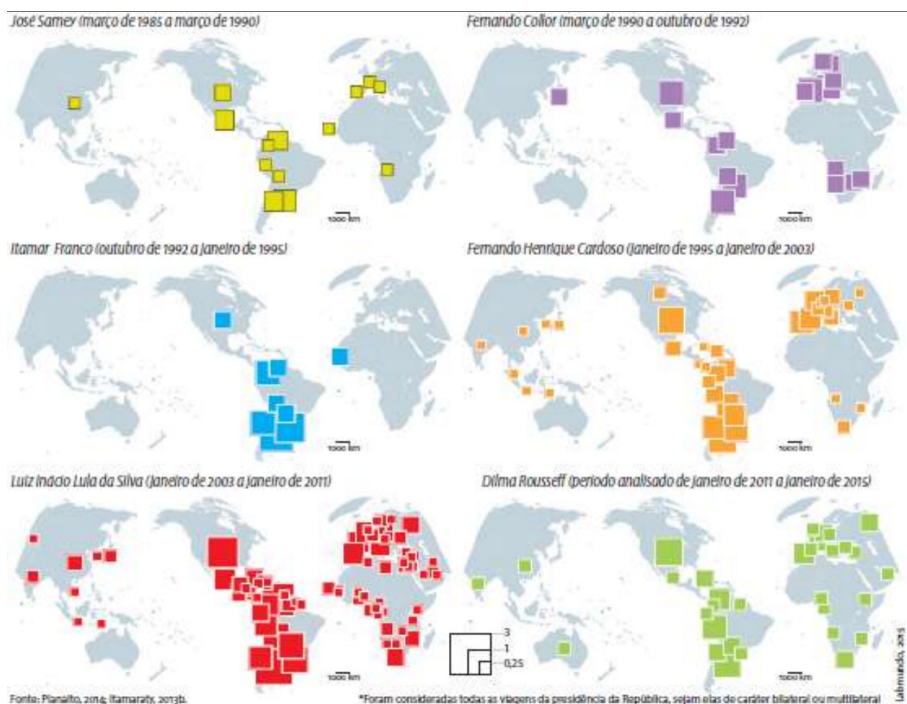 José Sarney (março de 1985 a março de 1990)
Fernando Collor (março de 1990 a outubro de 1992)
1000 km
1000 km
Itamar Franco (outubro de 1992 a janeiro de 1995)
Fernando Henrique Cardoso (janeiro de 1995 a janeiro de 2003)
1000 km
1000 km
Luiz Inácio Lula da Silva (janeiro de 2003 a janeiro de 2011)
Dilma Rousseff (período analisado de janeiro de 2011 a janeiro de 2015)
3
1
0,25
1000 km
1000 km
Labmundo, 2015
Fonte: Planalto, 2014; Itamaraty, 2013b.
*Foram consideradas todas as viagens da presidência da República, sejam elas de caráter bilateral ou multilateral